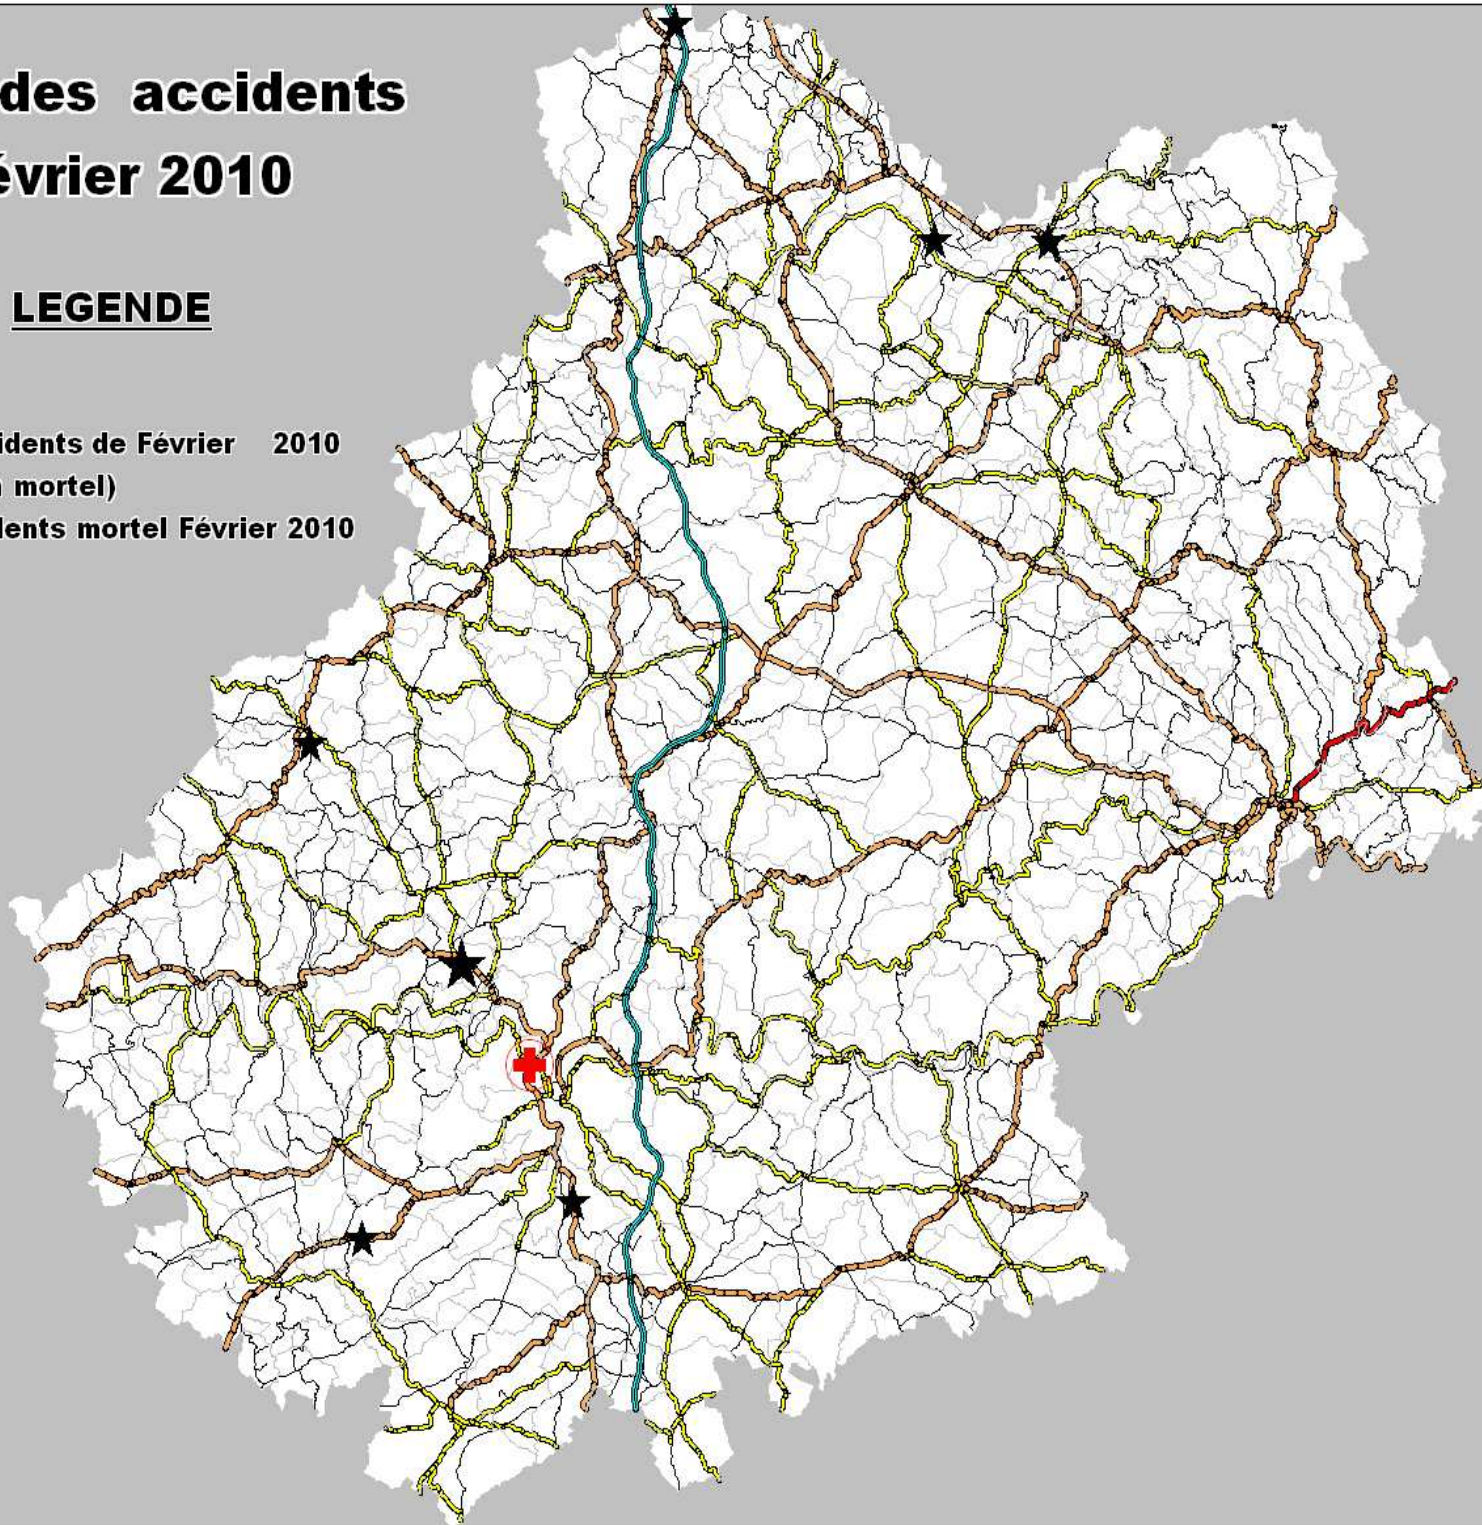 des accidents
évrier 2010
LEGENDE
idents de Février 2010
mortel)
dents mortel Février 2010